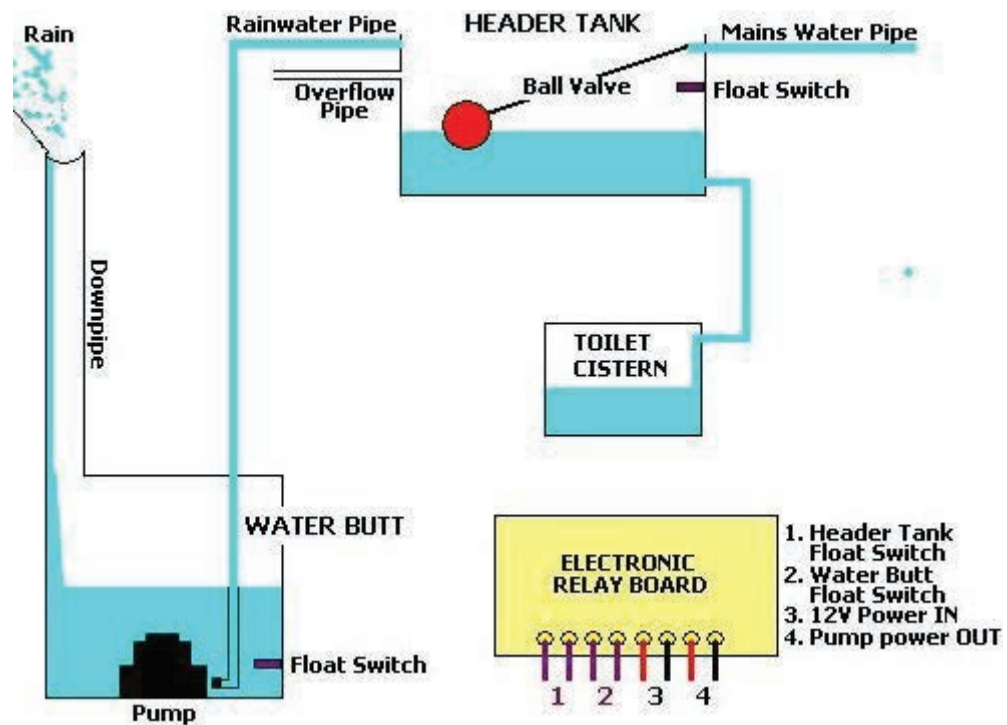 Rain
Rainwater Pipe
HEADER TANK
Mains Water Pipe
Overflow
Pipe
Ball Valve
Float Switch
Downpipe
TOILET
CISTERN
WATER BUTT
Float Switch
Pump
ELECTRONIC
RELAY BOARD
1 2 3 4
1. Header Tank
Float Switch
2. Water Butt
Float Switch
3. 12V Power IN
4. Pump power OUT